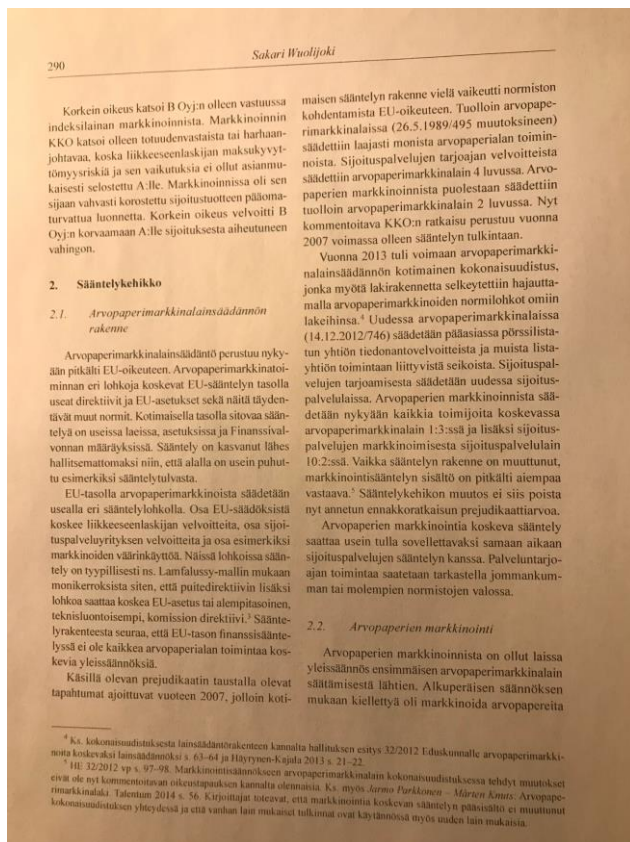 290
Sakari Wuolijoki
Korkein oikeus katsoi B Oyj:n olleen vastuussa
indeksilainan markkinoinnista. Markkinoinnin
KKO katsoi olleen totuudenvastaista tai harhaan-
johtavaa, koska liikkeeseenlaskijan maksukyvyt-
tömyysriskiä ja sen vaikutuksia ei ollut asianmu-
kaisesti selostettu A:lle. Markkinoinnissa oli sen
sijaan vahvasti korostettu sijoitustuotteen pääoma-
turvattua luonnetta. Korkein oikeus velvoitti B
Oyj:n korvaamaan A:lle sijoituksesta aiheutuneen
vahingon.
2. Sääntelykehikko
2.1. Arvopaperimarkkinalainsäädännön
rakenne
Arvopaperimarkkinalainsäädäntö perustuu nyky-
ään pitkälti EU-oikeuteen. Arvopaperimarkkinatoi-
minnan eri lohkoja koskevat EU-sääntelyn tasolla
useat direktiivit ja EU-asetukset sekä näitä täyden-
tävät muut normit. Kotimaisella tasolla sitovaa sään-
telyä on useissa laeissa, asetuksissa ja Finanssival-
vonnan määräyksissä. Sääntely on kasvanut lähes
hallitsemattomaksi niin, että alalla on usein puhut-
tu esimerkiksi sääntelytulvasta.
EU-tasolla arvopaperimarkkinoista säädetään
usealla eri sääntelylohkolla. Osa EU-säädöksistä
koskee liikkeeseenlaskijan velvoitteita, osa sijoi-
tuspalveluyrityksen velvoitteita ja osa esimerkiksi
markkinoiden väärinkäyttöä. Näissä lohkoissa sään-
tely on tyypillisesti ns. Lamfalussy-mallin mukaan
monikerroksista siten, että puitedirektiivin lisäksi
lohkoa saattaa koskea EU-asetus tai alempitasoinen,
teknisluontoisempi, komission direktiivi.³ Säänte-
lyrakenteesta seuraa, että EU-tason finanssisäänte-
lyssä ei ole kaikkea arvopaperialan toimintaa kos-
kevia yleissäännöksiä.
Käsillä olevan prejudikaatin taustalla olevat
tapahtumat ajoittuvat vuoteen 2007, jolloin koti-
maisen sääntelyn rakenne vielä vaikeutti normiston
kohdentamista EU-oikeuteen. Tuolloin arvopape-
rimarkkinalaissa (26.5.1989/495 muutoksineen)
säädettiin laajasti monista arvopaperialan toimin-
noista. Sijoituspalvelujen tarjoajan velvoitteista
säädettiin arvopaperimarkkinalain 4 luvussa. Arvo-
paperien markkinoinnista puolestaan säädettiin
tuolloin arvopaperimarkkinalain 2 luvussa. Nyt
kommentoitava KKO:n ratkaisu perustuu vuonna
2007 voimassa olleen sääntelyn tulkintaan.
Vuonna 2013 tuli voimaan arvopaperimarkki-
nalainsäädännön kotimainen kokonaisuudistus,
jonka myötä lakirakennetta selkeytettiin hajautta-
malla arvopaperimarkkinoiden normilohkot omiin
lakeihinsa.⁴ Uudessa arvopaperimarkkinalaissa
(14.12.2012/746) säädetään pääasiassa pörssilista-
tun yhtiön tiedonantovelvoitteista ja muista lista-
yhtiön toimintaan liittyvistä seikoista. Sijoituspal-
velujen tarjoamisesta säädetään uudessa sijoitus-
palvelulaissa. Arvopaperien markkinoinnista sää-
detään nykyään kaikkia toimijoita koskevassa
arvopaperimarkkinalain 1:3:ssä ja lisäksi sijoitus-
palvelujen markkinoimisesta sijoituspalvelulain
10:2:ssä. Vaikka sääntelyn rakenne on muuttunut,
markkinointisääntelyn sisältö on pitkälti aiempaa
vastaava.⁵ Sääntelykehikon muutos ei siis poista
nyt annetun ennakkoratkaisun prejudikaattiarvoa.
Arvopaperien markkinointia koskeva sääntely
saattaa usein tulla sovellettavaksi samaan aikaan
sijoituspalvelujen sääntelyn kanssa. Palveluntarjo-
ajan toimintaa saatetaan tarkastella jommankum-
man tai molempien normistojen valossa.
2.2. Arvopaperien markkinointi
Arvopaperien markkinoinnista on ollut laissa
yleissäännös ensimmäisen arvopaperimarkkinalain
säätämisestä lähtien. Alkuperäisen säännöksen
mukaan kiellettyä oli markkinoida arvopapereita
⁴ Ks. kokonaisuudistuksesta lainsäädäntörakenteen kannalta hallituksen esitys 32/2012 Eduskunnalle arvopaperimarkki-
noita koskevaksi lainsäädännöksi s. 63–64 ja Häyrynen-Kajala 2013 s. 21–22.
⁵ HE 32/2012 vp s. 97–98. Markkinointisäännökseen arvopaperimarkkinalain kokonaisuudistuksessa tehdyt muutokset
eivät ole nyt kommentoitavan oikeustapauksen kannalta olennaisia. Ks. myös Jarmo Parkkonen – Mårten Knuts: Arvopape-
rimarkkinalaki. Talentum 2014 s. 56. Kirjoittajat toteavat, että markkinointia koskevan sääntelyn pääsisältö ei muuttunut
kokonaisuudistuksen yhteydessä ja että vanhan lain mukaiset tulkinnat ovat käytännössä myös uuden lain mukaisia.